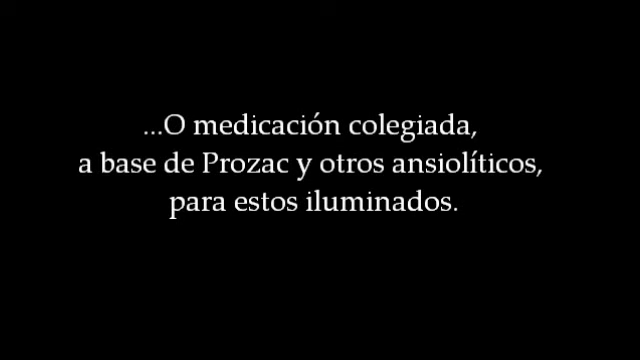 ...O medicación colegiada,
a base de Prozac y otros ansiolíticos,
para estos iluminados.